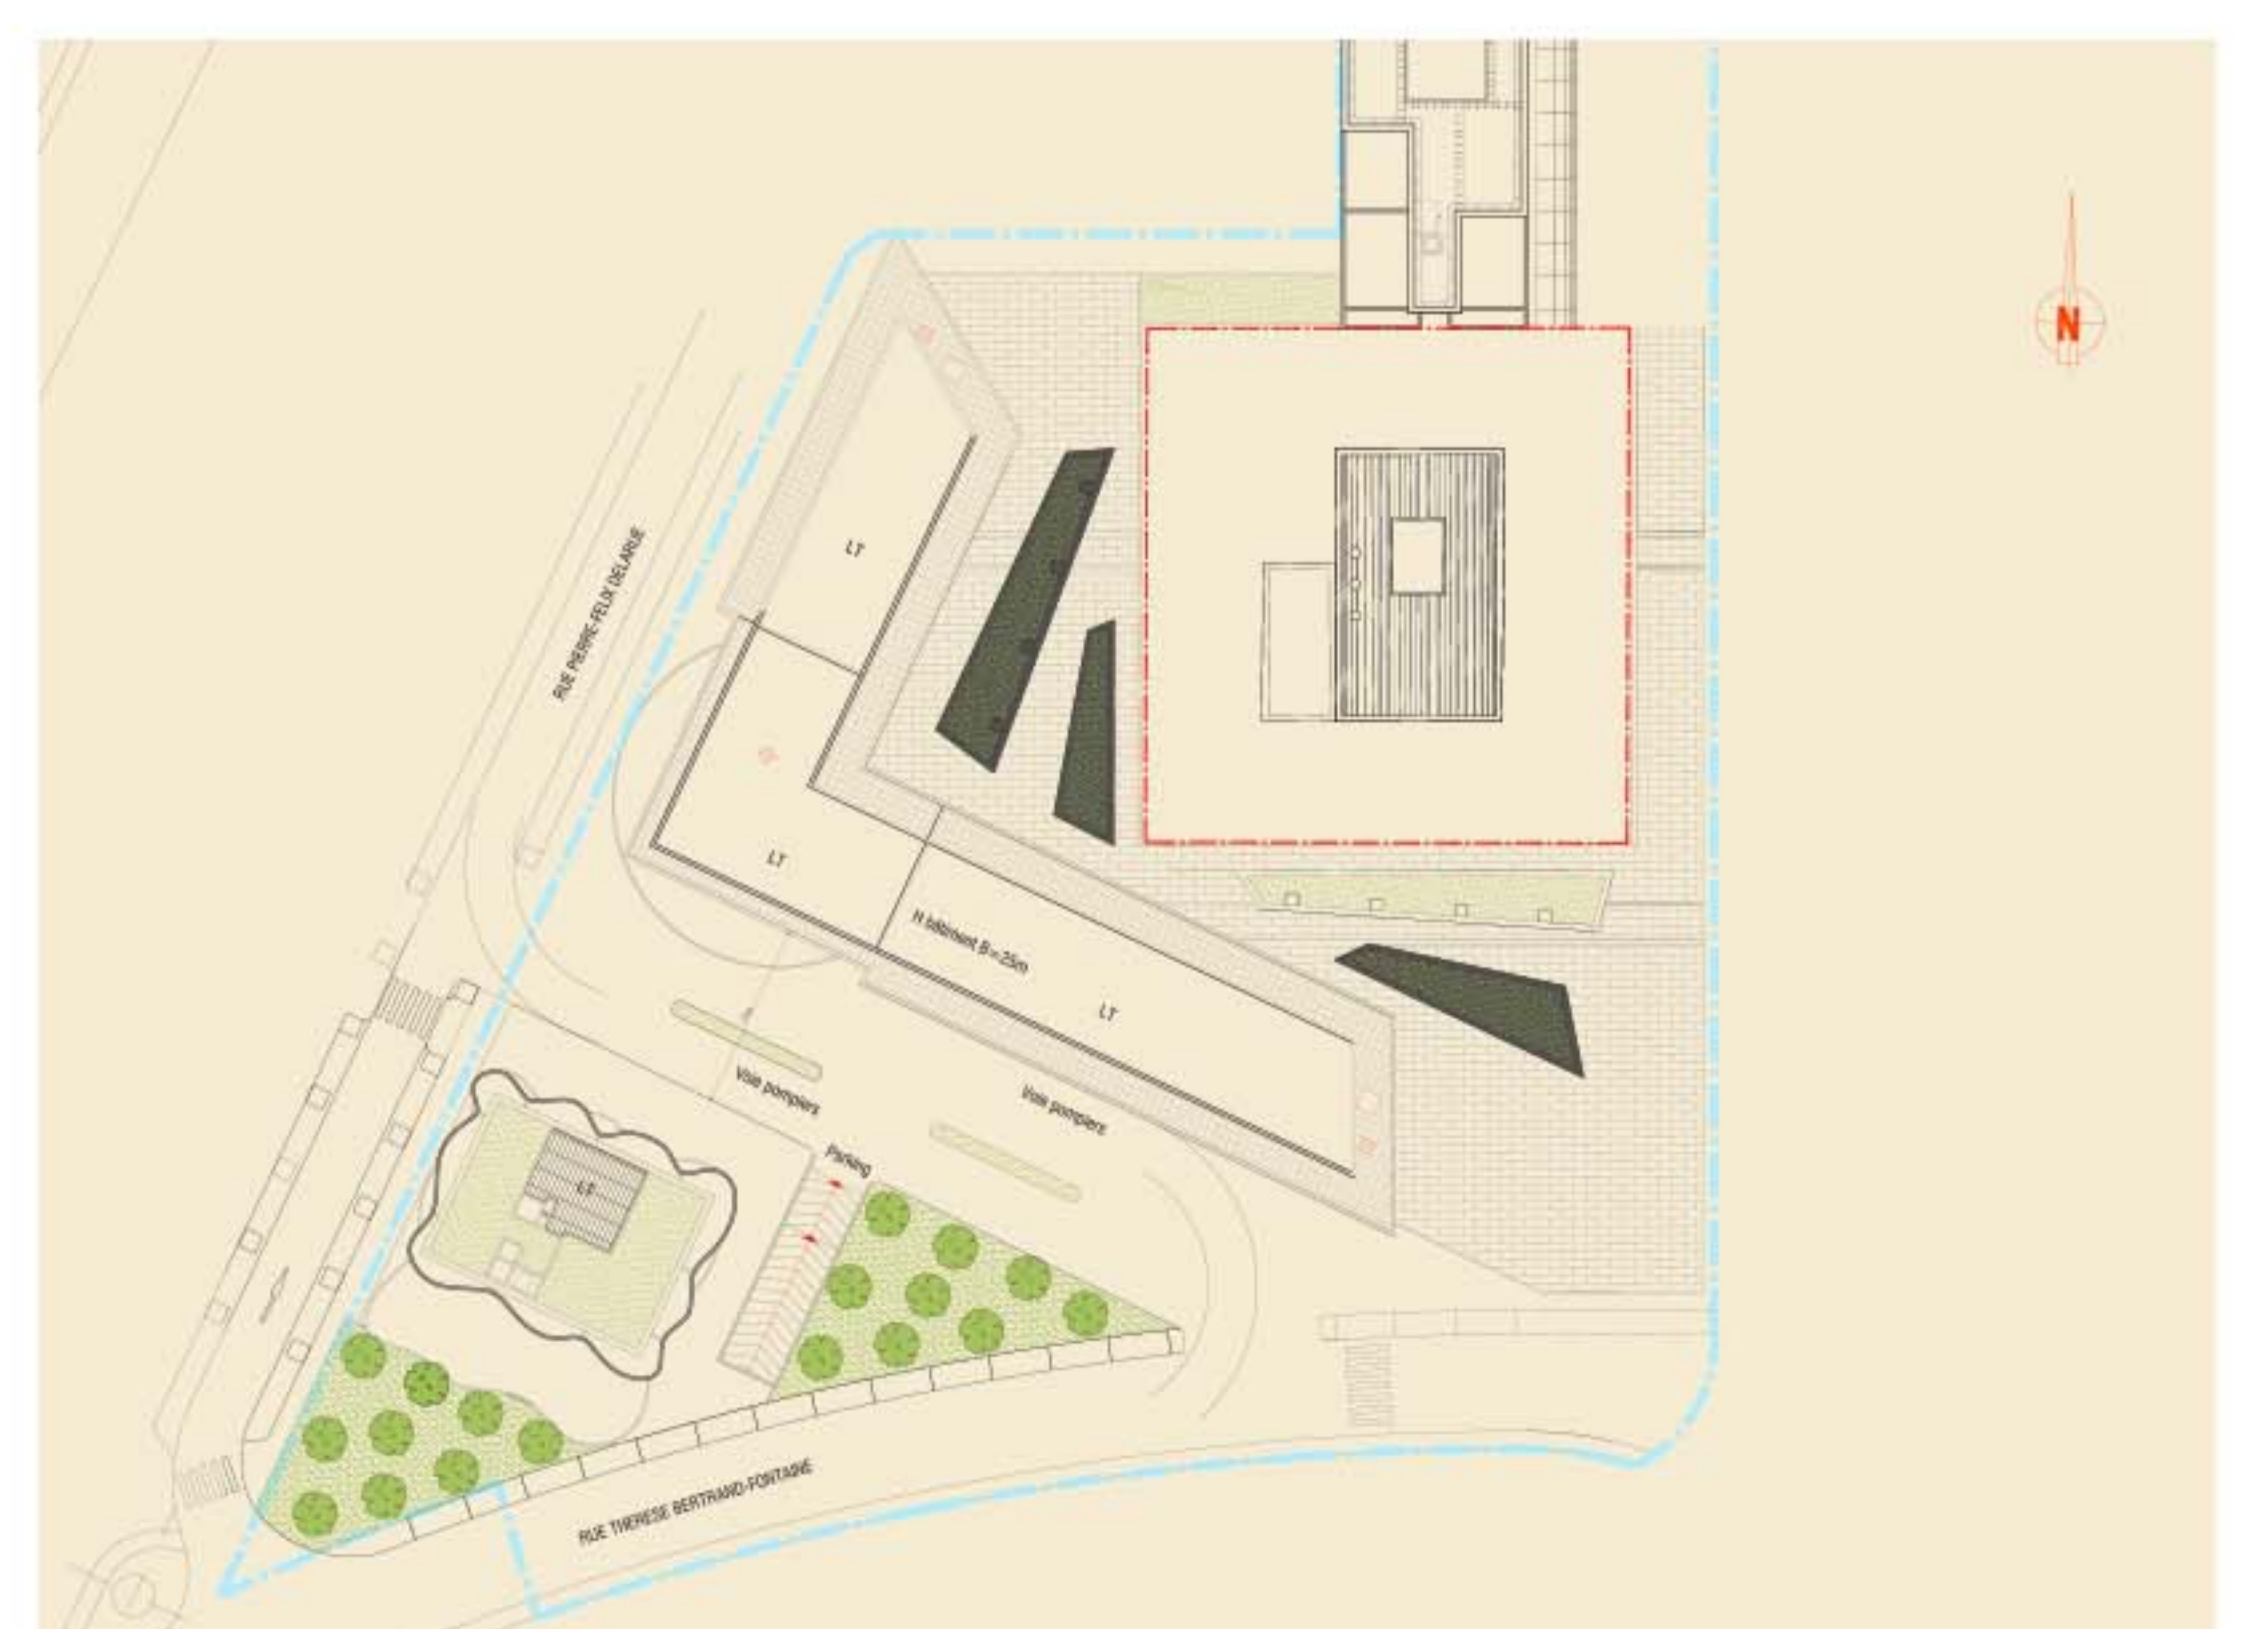 N
RUE PIERRE-FELIX DELARUE
LT
LT
H bâtiment B=.25m
LT
Voie pompiers
Voie pompiers
Parking
LT
RUE THERESE BERTRAND-FONTAINE